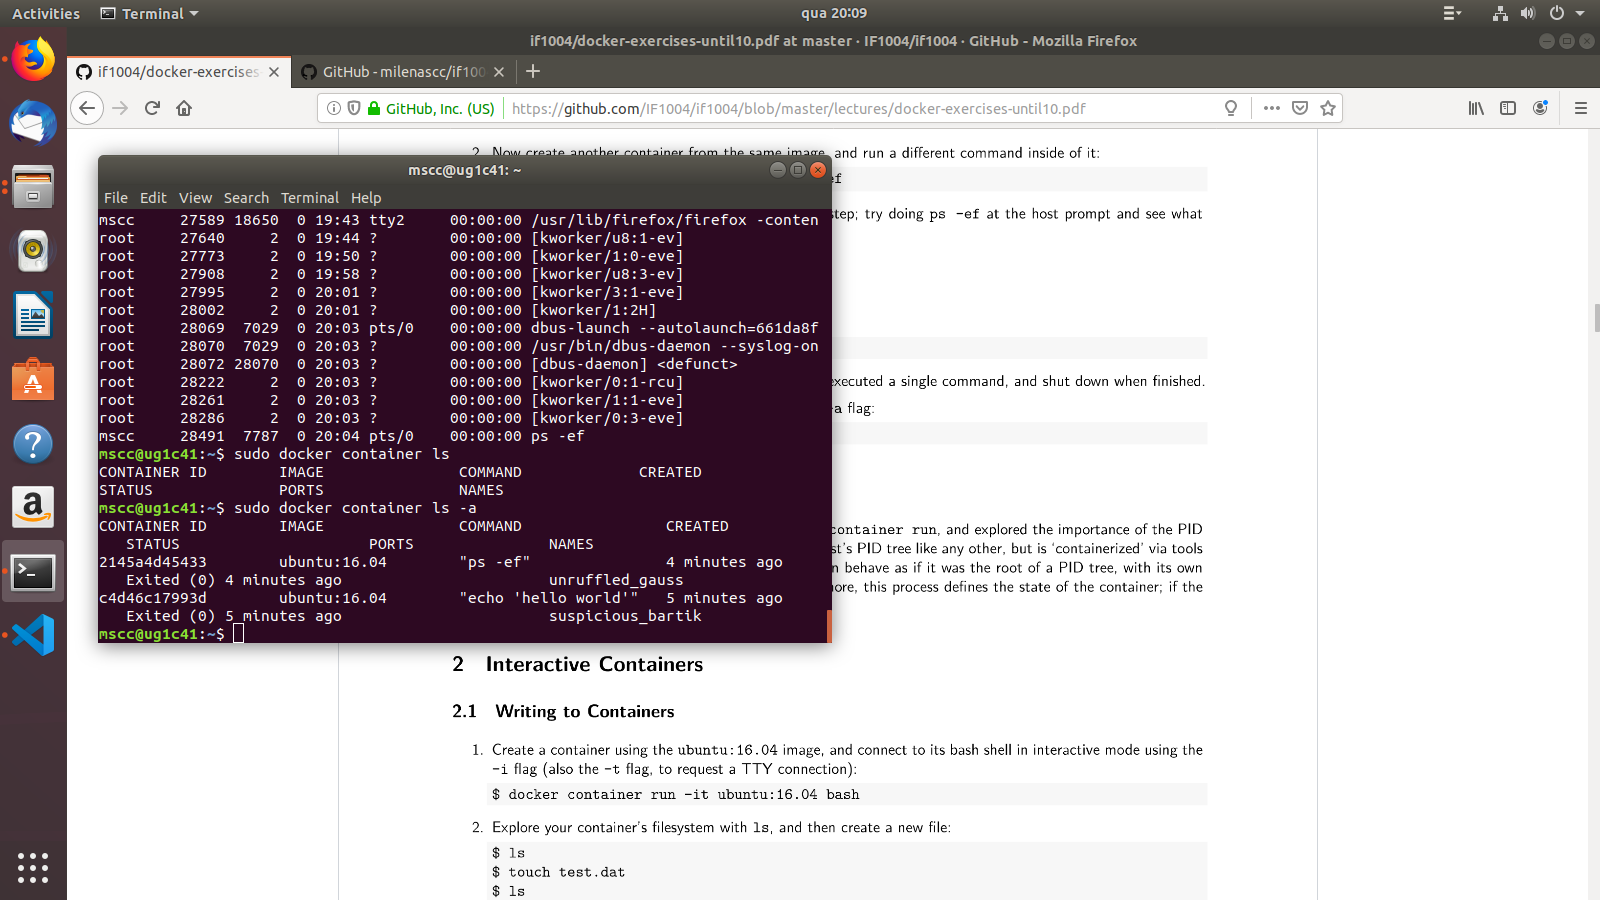 Activities
Terminal
qua 20:09
if1004/docker-exercises-until10.pdf at master · IF1004/if1004 · GitHub - Mozilla Firefox
if1004/docker-exercises-
GitHub - milenascc/if100
GitHub, Inc. (US)
https://github.com/IF1004/if1004/blob/master/lectures/docker-exercises-until10.pdf
mscc@ug1c41: ~
File Edit View Search Terminal Help
mscc     27589 18650  0 19:43 tty2     00:00:00 /usr/lib/firefox/firefox -conten
root     27640     2  0 19:44 ?        00:00:00 [kworker/u8:1-ev]
root     27773     2  0 19:50 ?        00:00:00 [kworker/1:0-eve]
root     27908     2  0 19:58 ?        00:00:00 [kworker/u8:3-ev]
root     27995     2  0 20:01 ?        00:00:00 [kworker/3:1-eve]
root     28002     2  0 20:01 ?        00:00:00 [kworker/1:2H]
root     28069  7029  0 20:03 pts/0    00:00:00 dbus-launch --autolaunch=661da8f
root     28070  7029  0 20:03 ?        00:00:00 /usr/bin/dbus-daemon --syslog-on
root     28072 28070  0 20:03 ?        00:00:00 [dbus-daemon] <defunct>
root     28222     2  0 20:03 ?        00:00:00 [kworker/0:1-rcu]
root     28261     2  0 20:03 ?        00:00:00 [kworker/1:1-eve]
root     28286     2  0 20:03 ?        00:00:00 [kworker/0:3-eve]
mscc     28491  7787  0 20:04 pts/0    00:00:00 ps -ef
mscc@ug1c41:~$ sudo docker container ls
CONTAINER ID        IMAGE               COMMAND             CREATED
STATUS              PORTS               NAMES
mscc@ug1c41:~$ sudo docker container ls -a
CONTAINER ID        IMAGE               COMMAND                CREATED
   STATUS                     PORTS               NAMES
2145a4d45433        ubuntu:16.04        "ps -ef"               4 minutes ago
   Exited (0) 4 minutes ago                       unruffled_gauss
c4d46c17993d        ubuntu:16.04        "echo 'hello world'"   5 minutes ago
   Exited (0) 5 minutes ago                       suspicious_bartik
mscc@ug1c41:~$
2. Now create another container from the same image, and run a different command inside of it:
ef
step; try doing ps -ef at the host prompt and see what
executed a single command, and shut down when finished.
-a flag:
container run, and explored the importance of the PID
st's PID tree like any other, but is 'containerized' via tools
n behave as if it was the root of a PID tree, with its own
more, this process defines the state of the container; if the
2 Interactive Containers
2.1 Writing to Containers
1. Create a container using the ubuntu:16.04 image, and connect to its bash shell in interactive mode using the
-i flag (also the -t flag, to request a TTY connection):
$ docker container run -it ubuntu:16.04 bash
2. Explore your container's filesystem with ls, and then create a new file:
$ ls
$ touch test.dat
$ ls